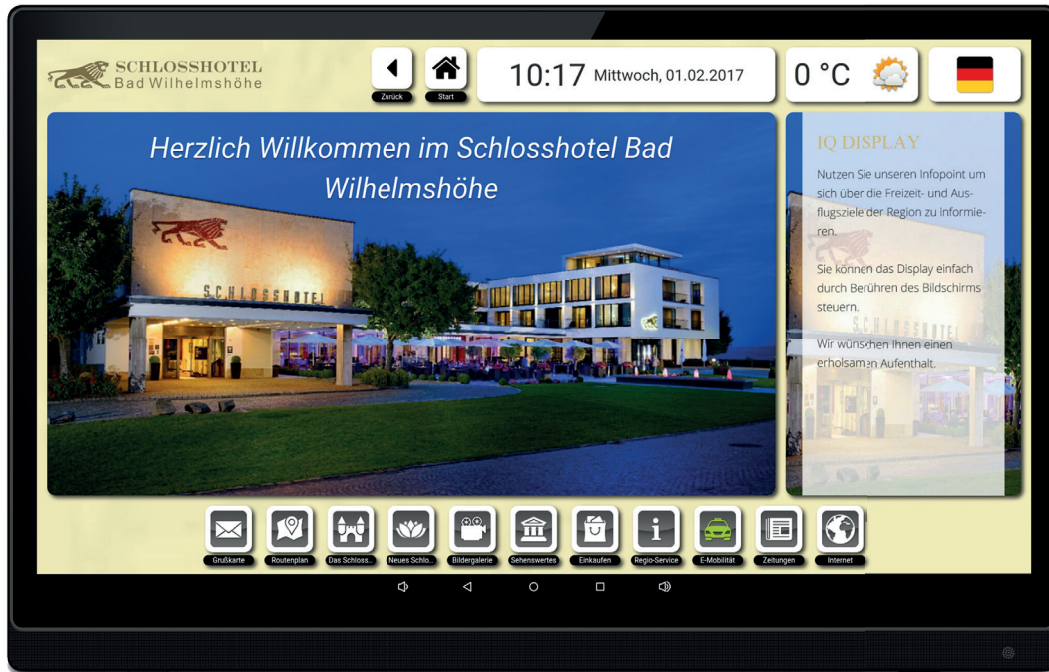 SCHLOSSHOTEL
Bad Wilhelmshöhe
Zurück
Start
10:17 Mittwoch, 01.02.2017
0 °C
Herzlich Willkommen im Schlosshotel Bad
Wilhelmshöhe
SCHLOSSHOTEL
IQ DISPLAY
Nutzen Sie unseren Infopoint um
sich über die Freizeit- und Aus-
flugsziele der Region zu informie-
ren.
Sie können das Display einfach
durch Berühren des Bildschirms
steuern.
Wir wünschen Ihnen einen
erholsamen Aufenthalt.
SCHLOSSHOTEL
Grußkarte
Routenplan
Das Schloss...
Neues Schlo...
Bildergalerie
Sehenswertes
Einkaufen
Regio-Service
E-Mobilität
Zeitungen
Internet